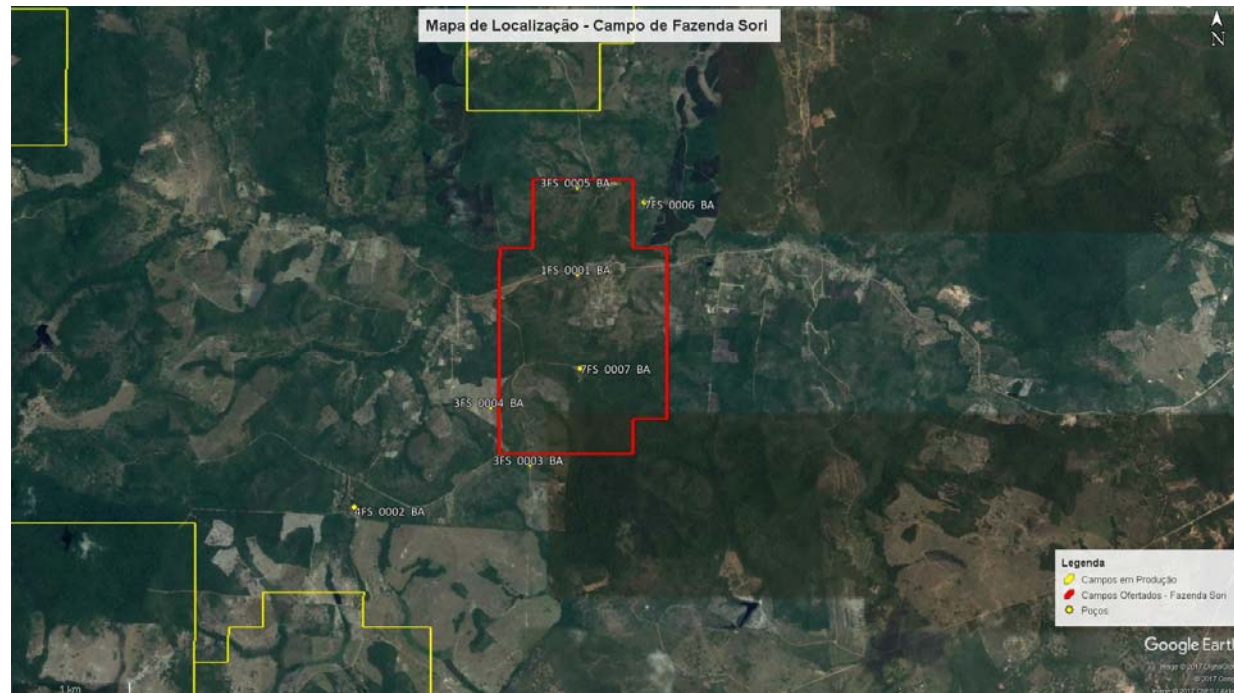 Mapa de Localização - Campo de Fazenda Sori
N
3FS 0005 BA
7FS 0006 BA
1FS 0001 BA
7FS 0007 BA
3FS 0004 BA
3FS 0003 BA
4FS 0002 BA
Legenda
Campos em Produção
Campos Ofertados - Fazenda Sori
Poços
Google Earth
1 km